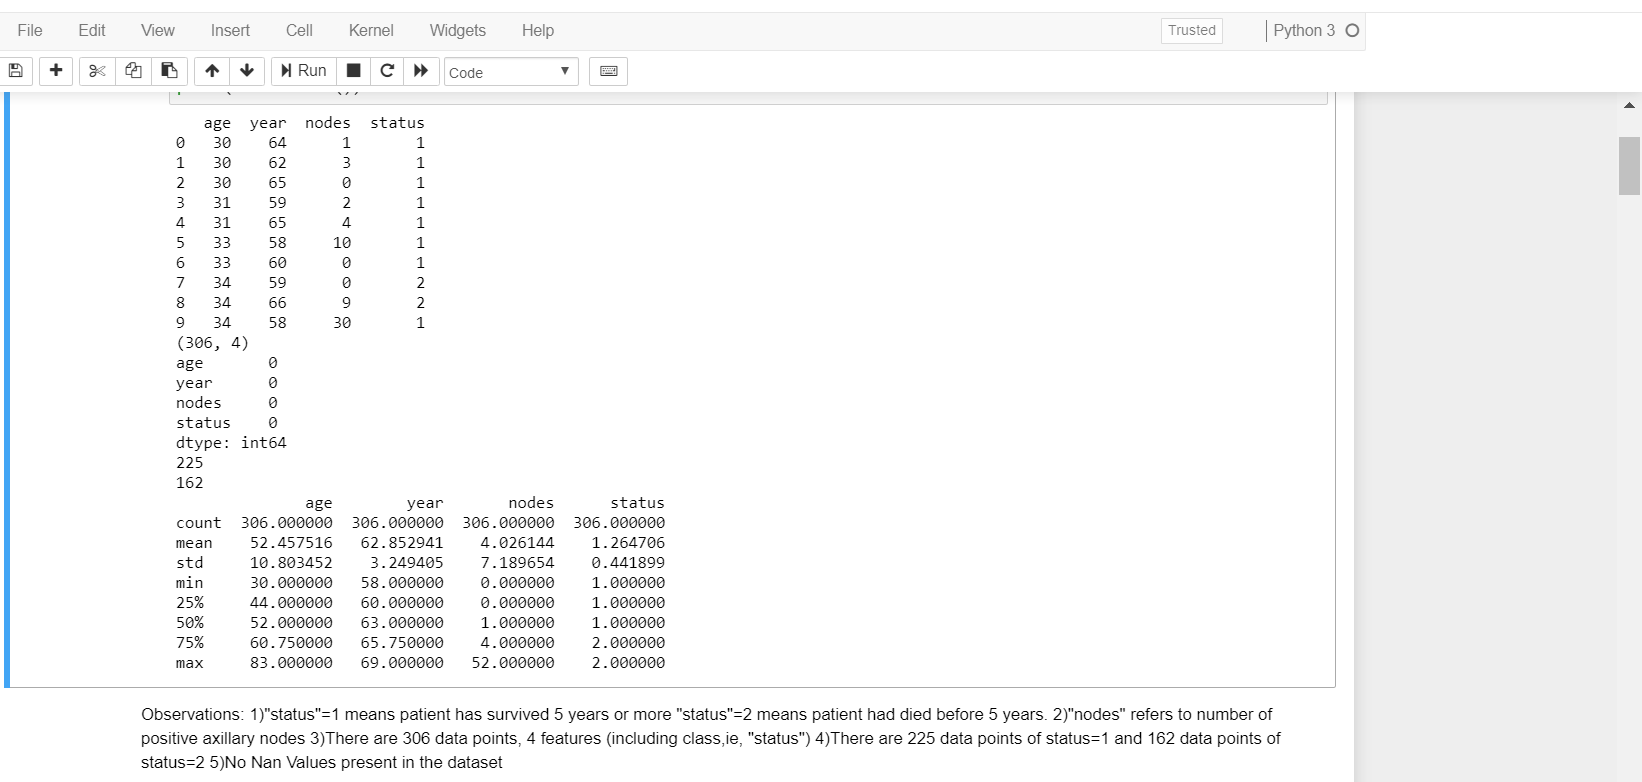 File Edit View Insert Cell Kernel Widgets Help Trusted Python 3
Run Code
age year nodes status
0 30 64 1 1
1 30 62 3 1
2 30 65 0 1
3 31 59 2 1
4 31 65 4 1
5 33 58 10 1
6 33 60 0 1
7 34 59 0 2
8 34 66 9 2
9 34 58 30 1
(306, 4)
age 0
year 0
nodes 0
status 0
dtype: int64
225
162
age year nodes status
count 306.000000 306.000000 306.000000 306.000000
mean 52.457516 62.852941 4.026144 1.264706
std 10.803452 3.249405 7.189654 0.441899
min 30.000000 58.000000 0.000000 1.000000
25% 44.000000 60.000000 0.000000 1.000000
50% 52.000000 63.000000 1.000000 1.000000
75% 60.750000 65.750000 4.000000 2.000000
max 83.000000 69.000000 52.000000 2.000000
Observations: 1)"status"=1 means patient has survived 5 years or more "status"=2 means patient had died before 5 years. 2)"nodes" refers to number of
positive axillary nodes 3)There are 306 data points, 4 features (including class,ie, "status") 4)There are 225 data points of status=1 and 162 data points of
status=2 5)No Nan Values present in the dataset